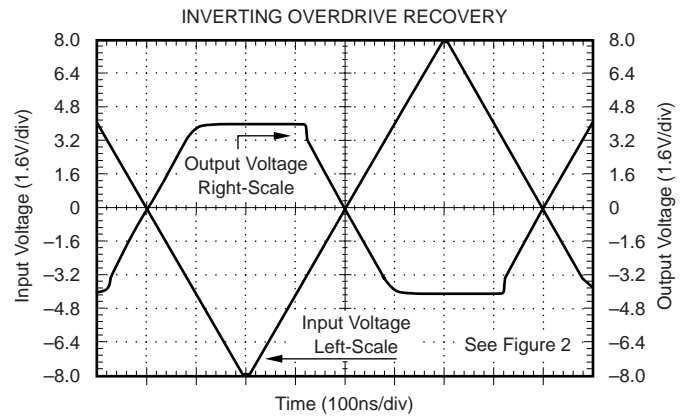 INVERTING OVERDRIVE RECOVERY
Input Voltage (1.6V/div)
8.0
6.4
4.8
3.2
1.6
0
–1.6
–3.2
–4.8
–6.4
–8.0
Output Voltage
Right-Scale
Input Voltage
Left-Scale
See Figure 2
8.0
6.4
4.8
3.2
1.6
0
–1.6
–3.2
–4.8
–6.4
–8.0
Output Voltage (1.6V/div)
Time (100ns/div)